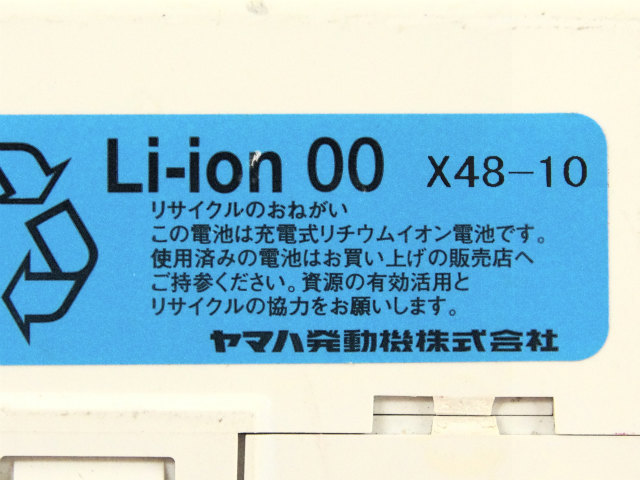 Li-ion 00 X48-10
リサイクルのおねがい
この電池は充電式リチウムイオン電池です。
使用済みの電池はお買い上げの販売店へ
ご持参ください。資源の有効活用と
リサイクルの協力をお願いします。
ヤマハ発動機株式会社